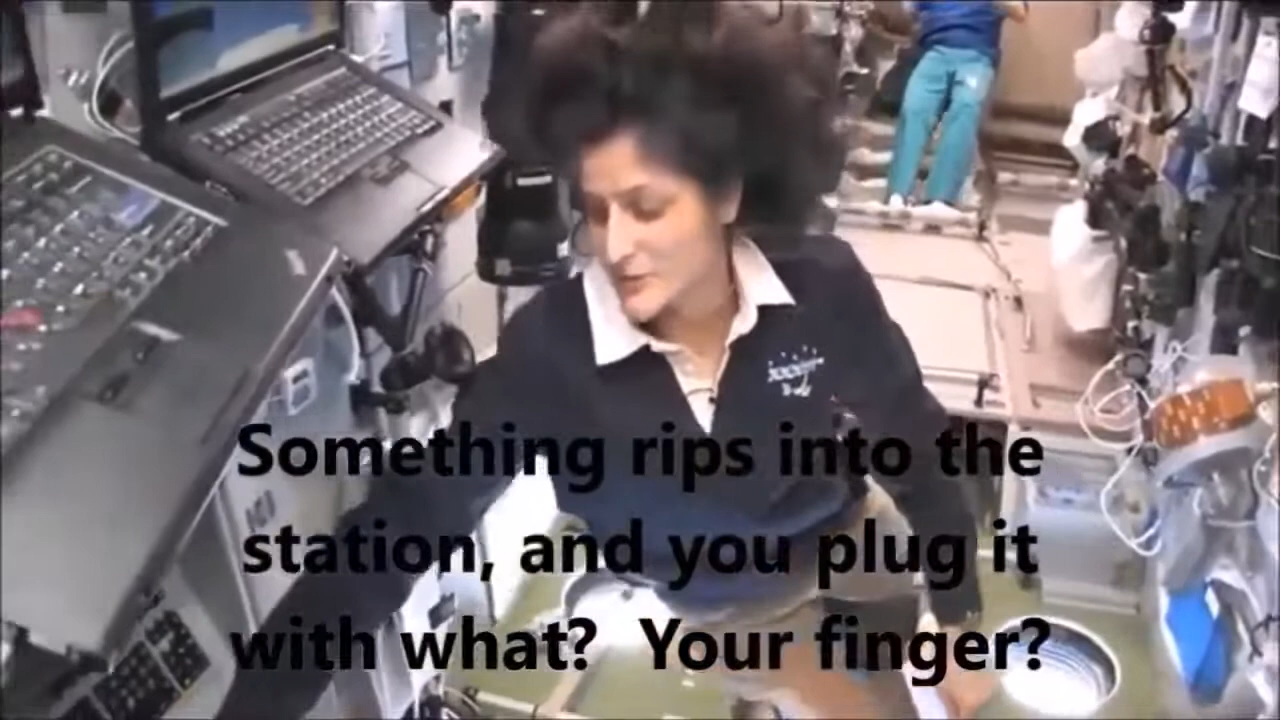 Something rips into the
station, and you plug it
with what?  Your finger?